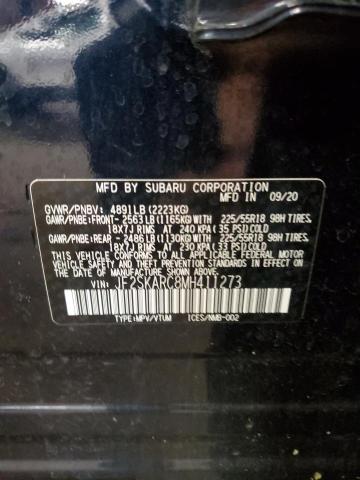 MFD. BY SUBARU CORPORATION
GVWR/PNBV: 4891LB (2223KG) 09/20
GAWR/PNBE:FRONT- 2563LB(1165KG)WITH 225/55R18 98H TIRES,
18X7J RIMS AT 240 KPA(35 PSI)COLD
GAWR/PNBE:REAR - 2486LB(1130KG)WITH 225/55R18 98H TIRES,
18X7J RIMS AT 230 KPA(33 PSI)COLD
THIS VEHICLE CONFORMS TO ALL APPLICABLE FEDERAL MOTOR
VEHICLE SAFETY AND THEFT PREVENTION STANDARDS IN EFFECT
ON THE DATE OF MANUFACTURE SHOWN ABOVE.
VIN: JF2SKARC8MH411273
TYPE:MPV/VTUM ICES/NMB-002